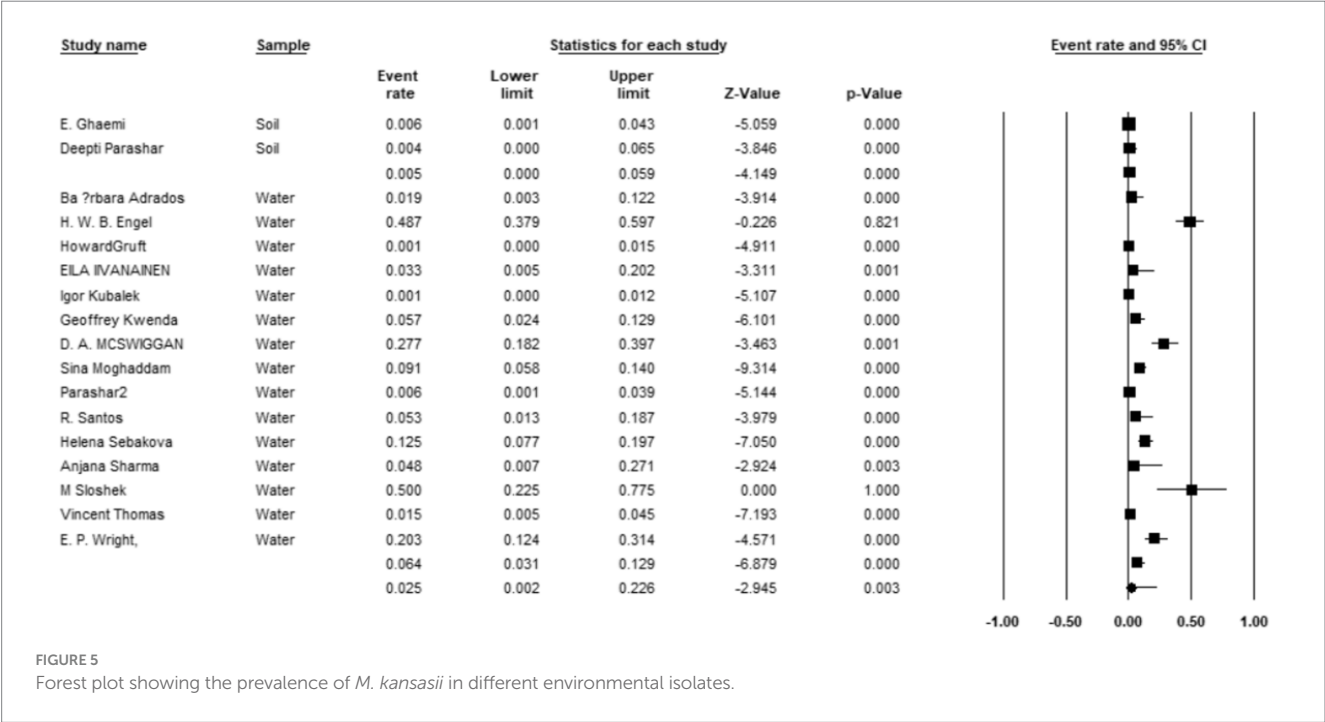 Study name Sample Statistics for each study Event rate and 95% CI
Event rate Lower limit Upper limit Z-Value p-Value
E. Ghaemi Soil 0.006 0.001 0.043 -5.059 0.000
Deepti Parashar Soil 0.004 0.000 0.065 -3.846 0.000
0.005 0.000 0.059 -4.149 0.000
Ba ?rbara Adrados Water 0.019 0.003 0.122 -3.914 0.000
H. W. B. Engel Water 0.487 0.379 0.597 -0.226 0.821
HowardGruft Water 0.001 0.000 0.015 -4.911 0.000
EILA IIVANAINEN Water 0.033 0.005 0.202 -3.311 0.001
Igor Kubalek Water 0.001 0.000 0.012 -5.107 0.000
Geoffrey Kwenda Water 0.057 0.024 0.129 -6.101 0.000
D. A. MCSWIGGAN Water 0.277 0.182 0.397 -3.463 0.001
Sina Moghaddam Water 0.091 0.058 0.140 -9.314 0.000
Parashar2 Water 0.006 0.001 0.039 -5.144 0.000
R. Santos Water 0.053 0.013 0.187 -3.979 0.000
Helena Sebakova Water 0.125 0.077 0.197 -7.050 0.000
Anjana Sharma Water 0.048 0.007 0.271 -2.924 0.003
M Sloshek Water 0.500 0.225 0.775 0.000 1.000
Vincent Thomas Water 0.015 0.005 0.045 -7.193 0.000
E. P. Wright, Water 0.203 0.124 0.314 -4.571 0.000
0.064 0.031 0.129 -6.879 0.000
0.025 0.002 0.226 -2.945 0.003
-1.00 -0.50 0.00 0.50 1.00
FIGURE 5
Forest plot showing the prevalence of M. kansasii in different environmental isolates.